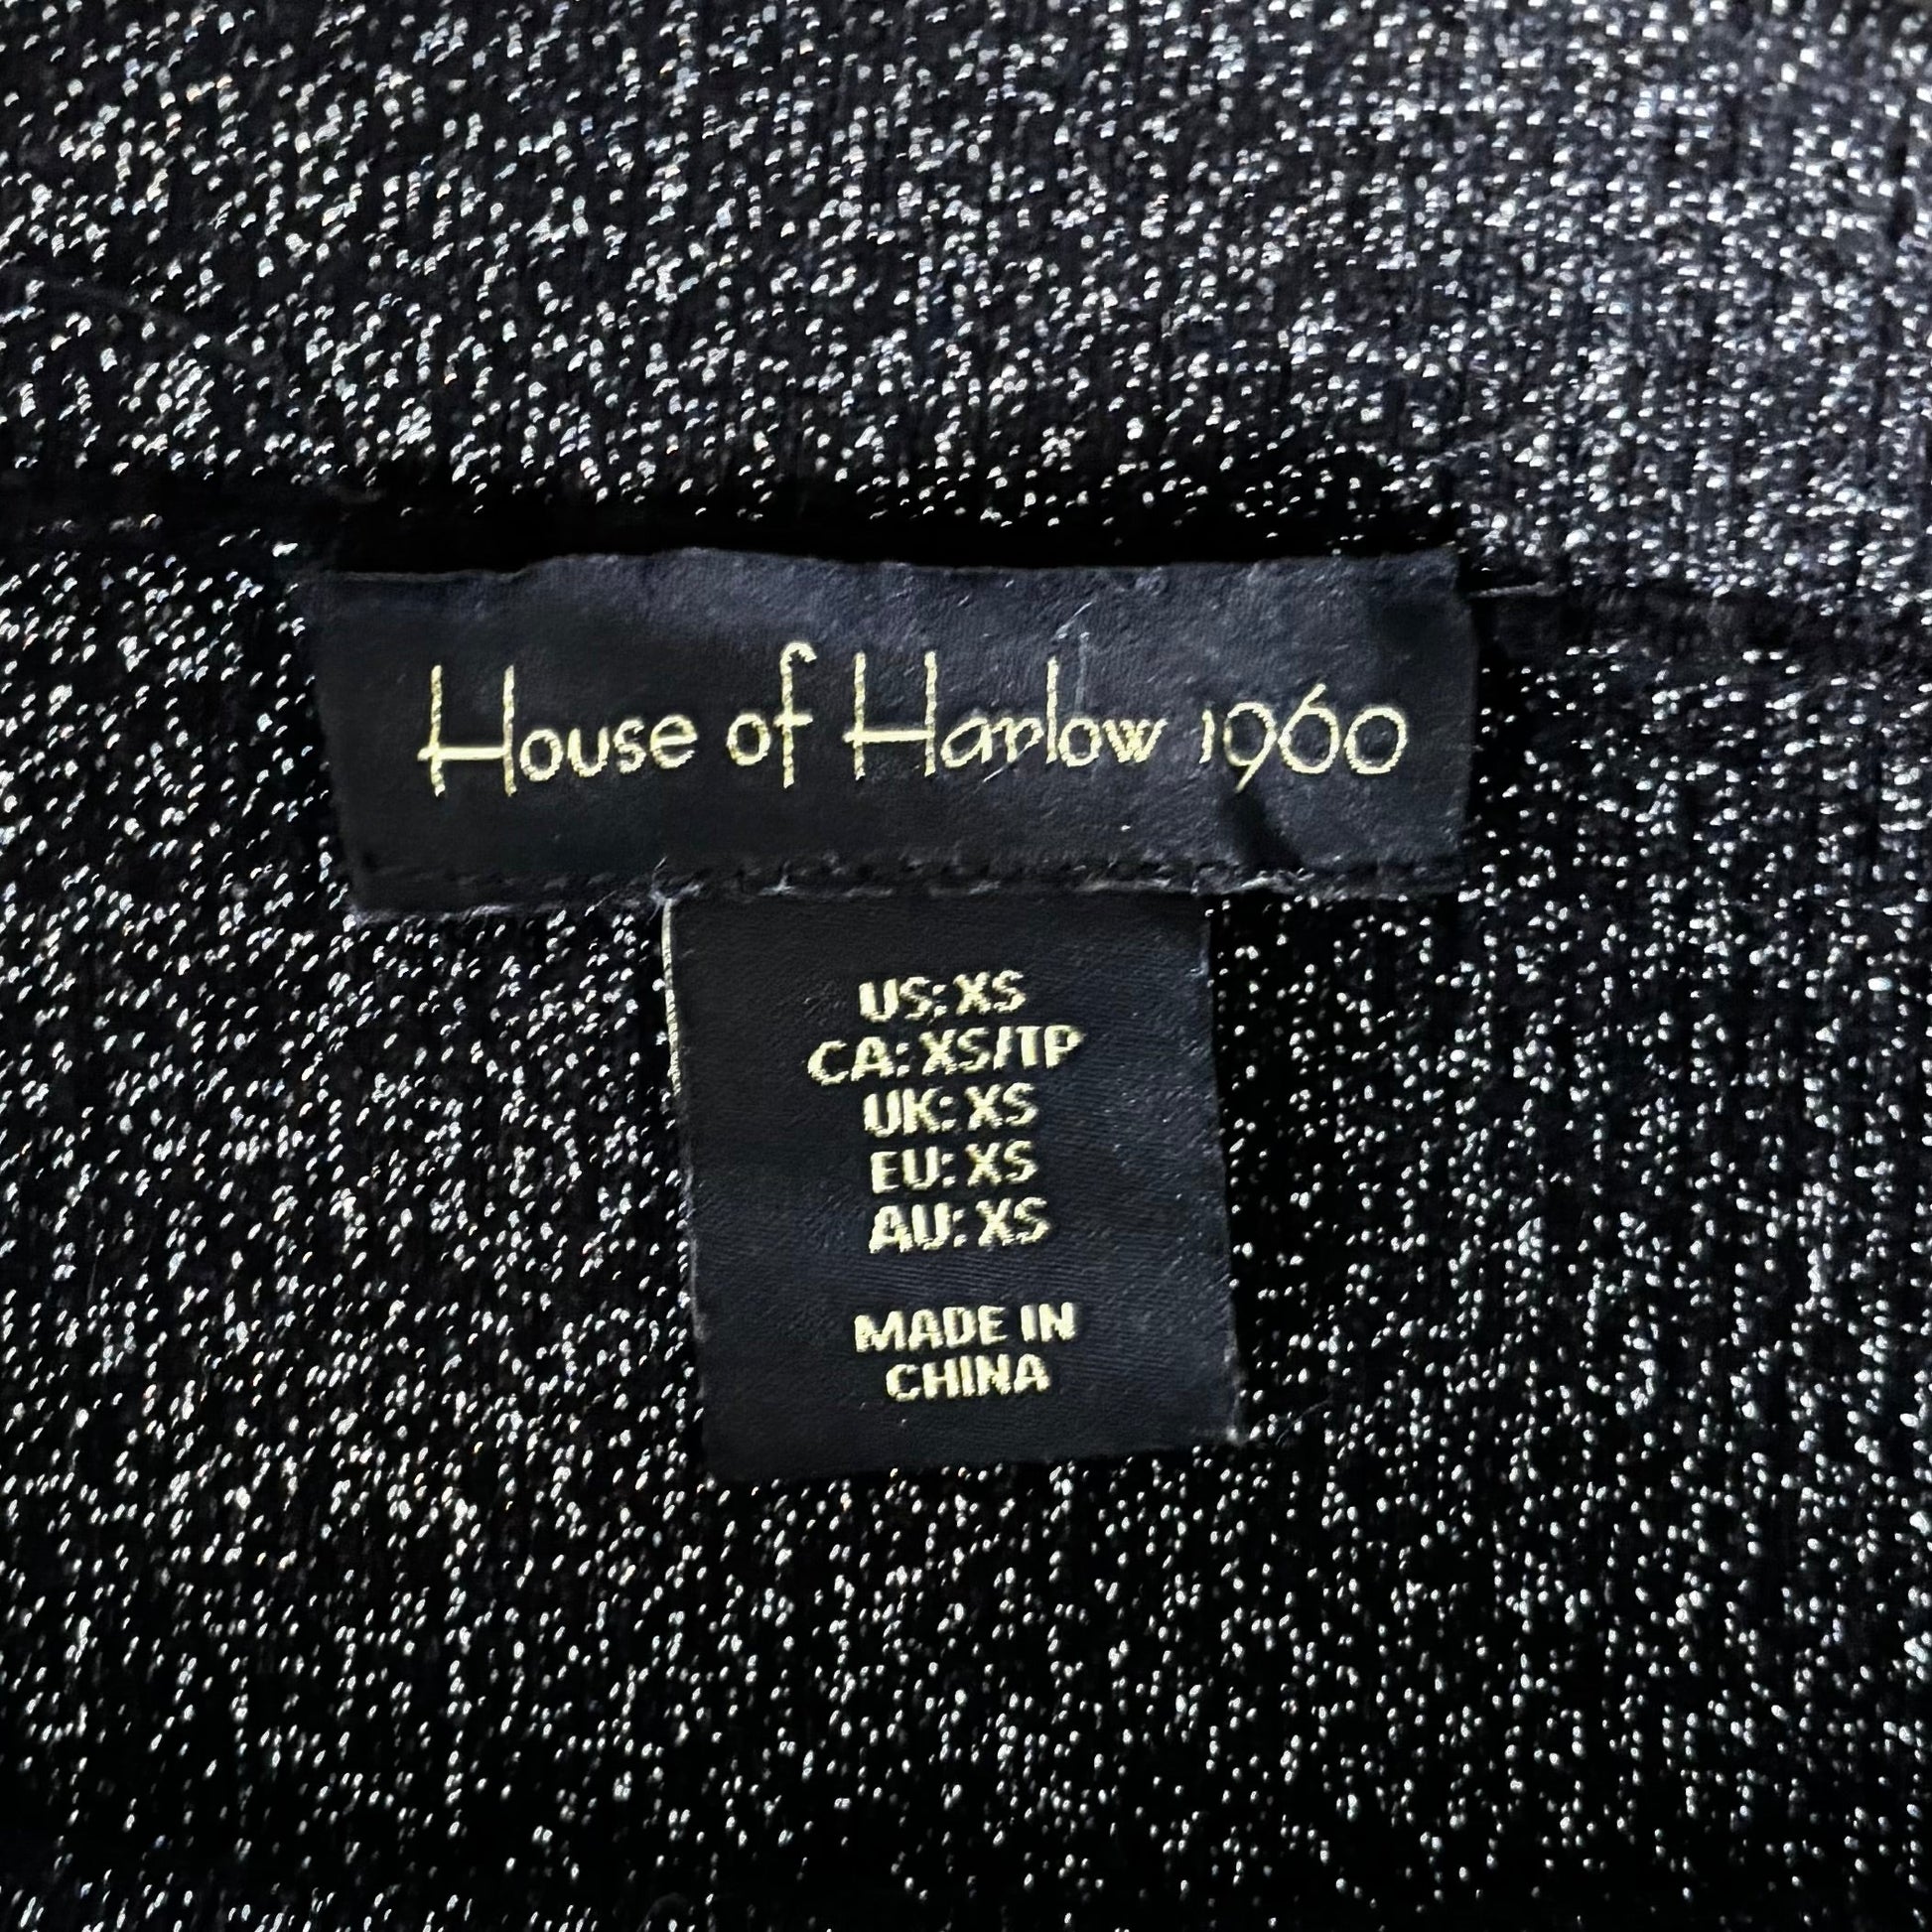 House of Harlow 1960
US: XS
CA: XS/TP
UK: XS
EU: XS
AU: XS
MADE IN
CHINA